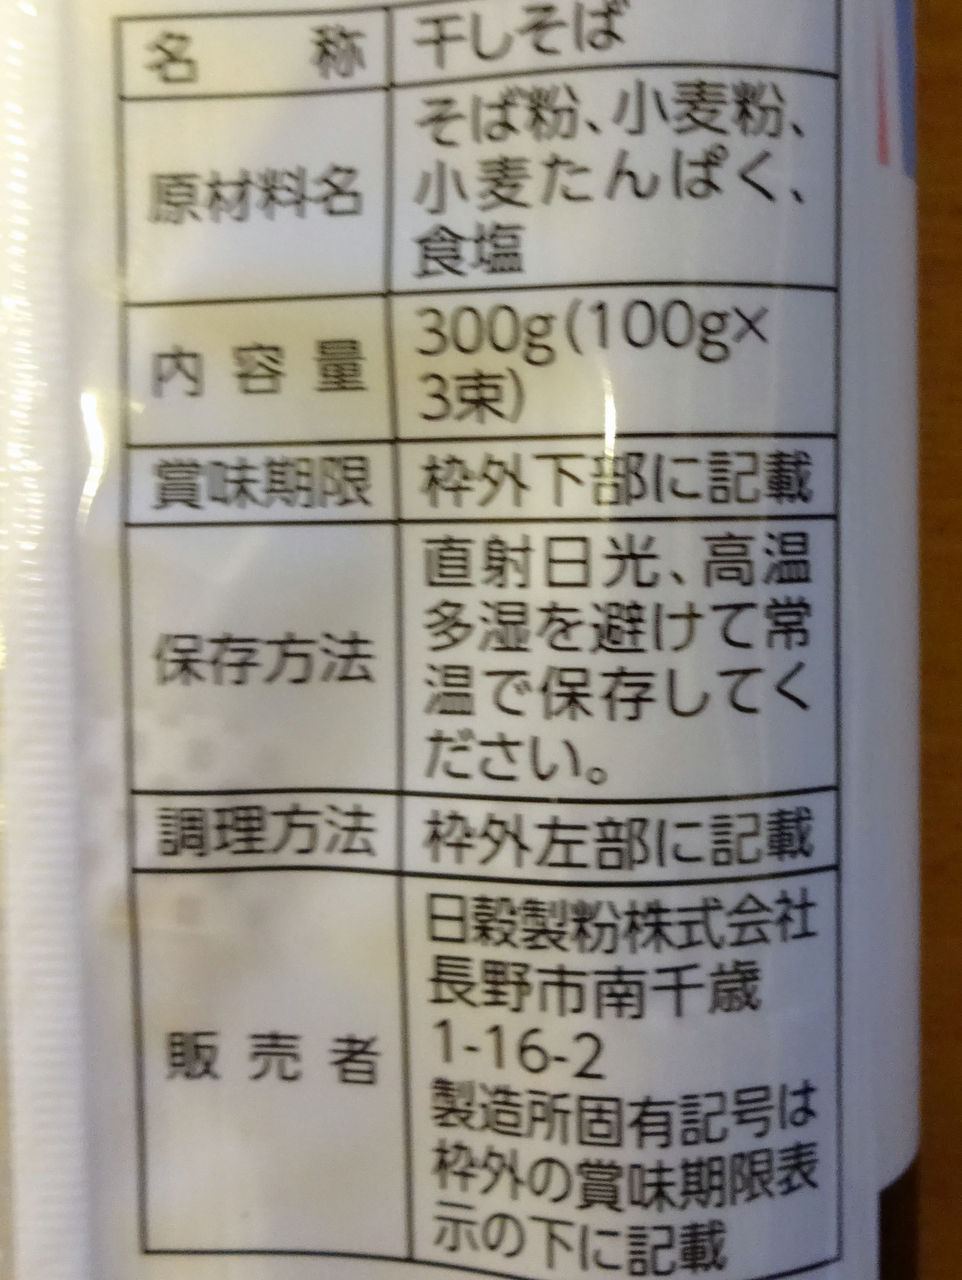 名称 干しそば
原材料名 そば粉、小麦粉、
小麦たんぱく、
食塩
内容量 300g(100g×
3束)
賞味期限 枠外下部に記載
保存方法 直射日光、高温
多湿を避けて常
温で保存してく
ださい。
調理方法 枠外左部に記載
販売者 日穀製粉株式会社
長野市南千歳
1-16-2
製造所固有記号は
枠外の賞味期限表
示の下に記載